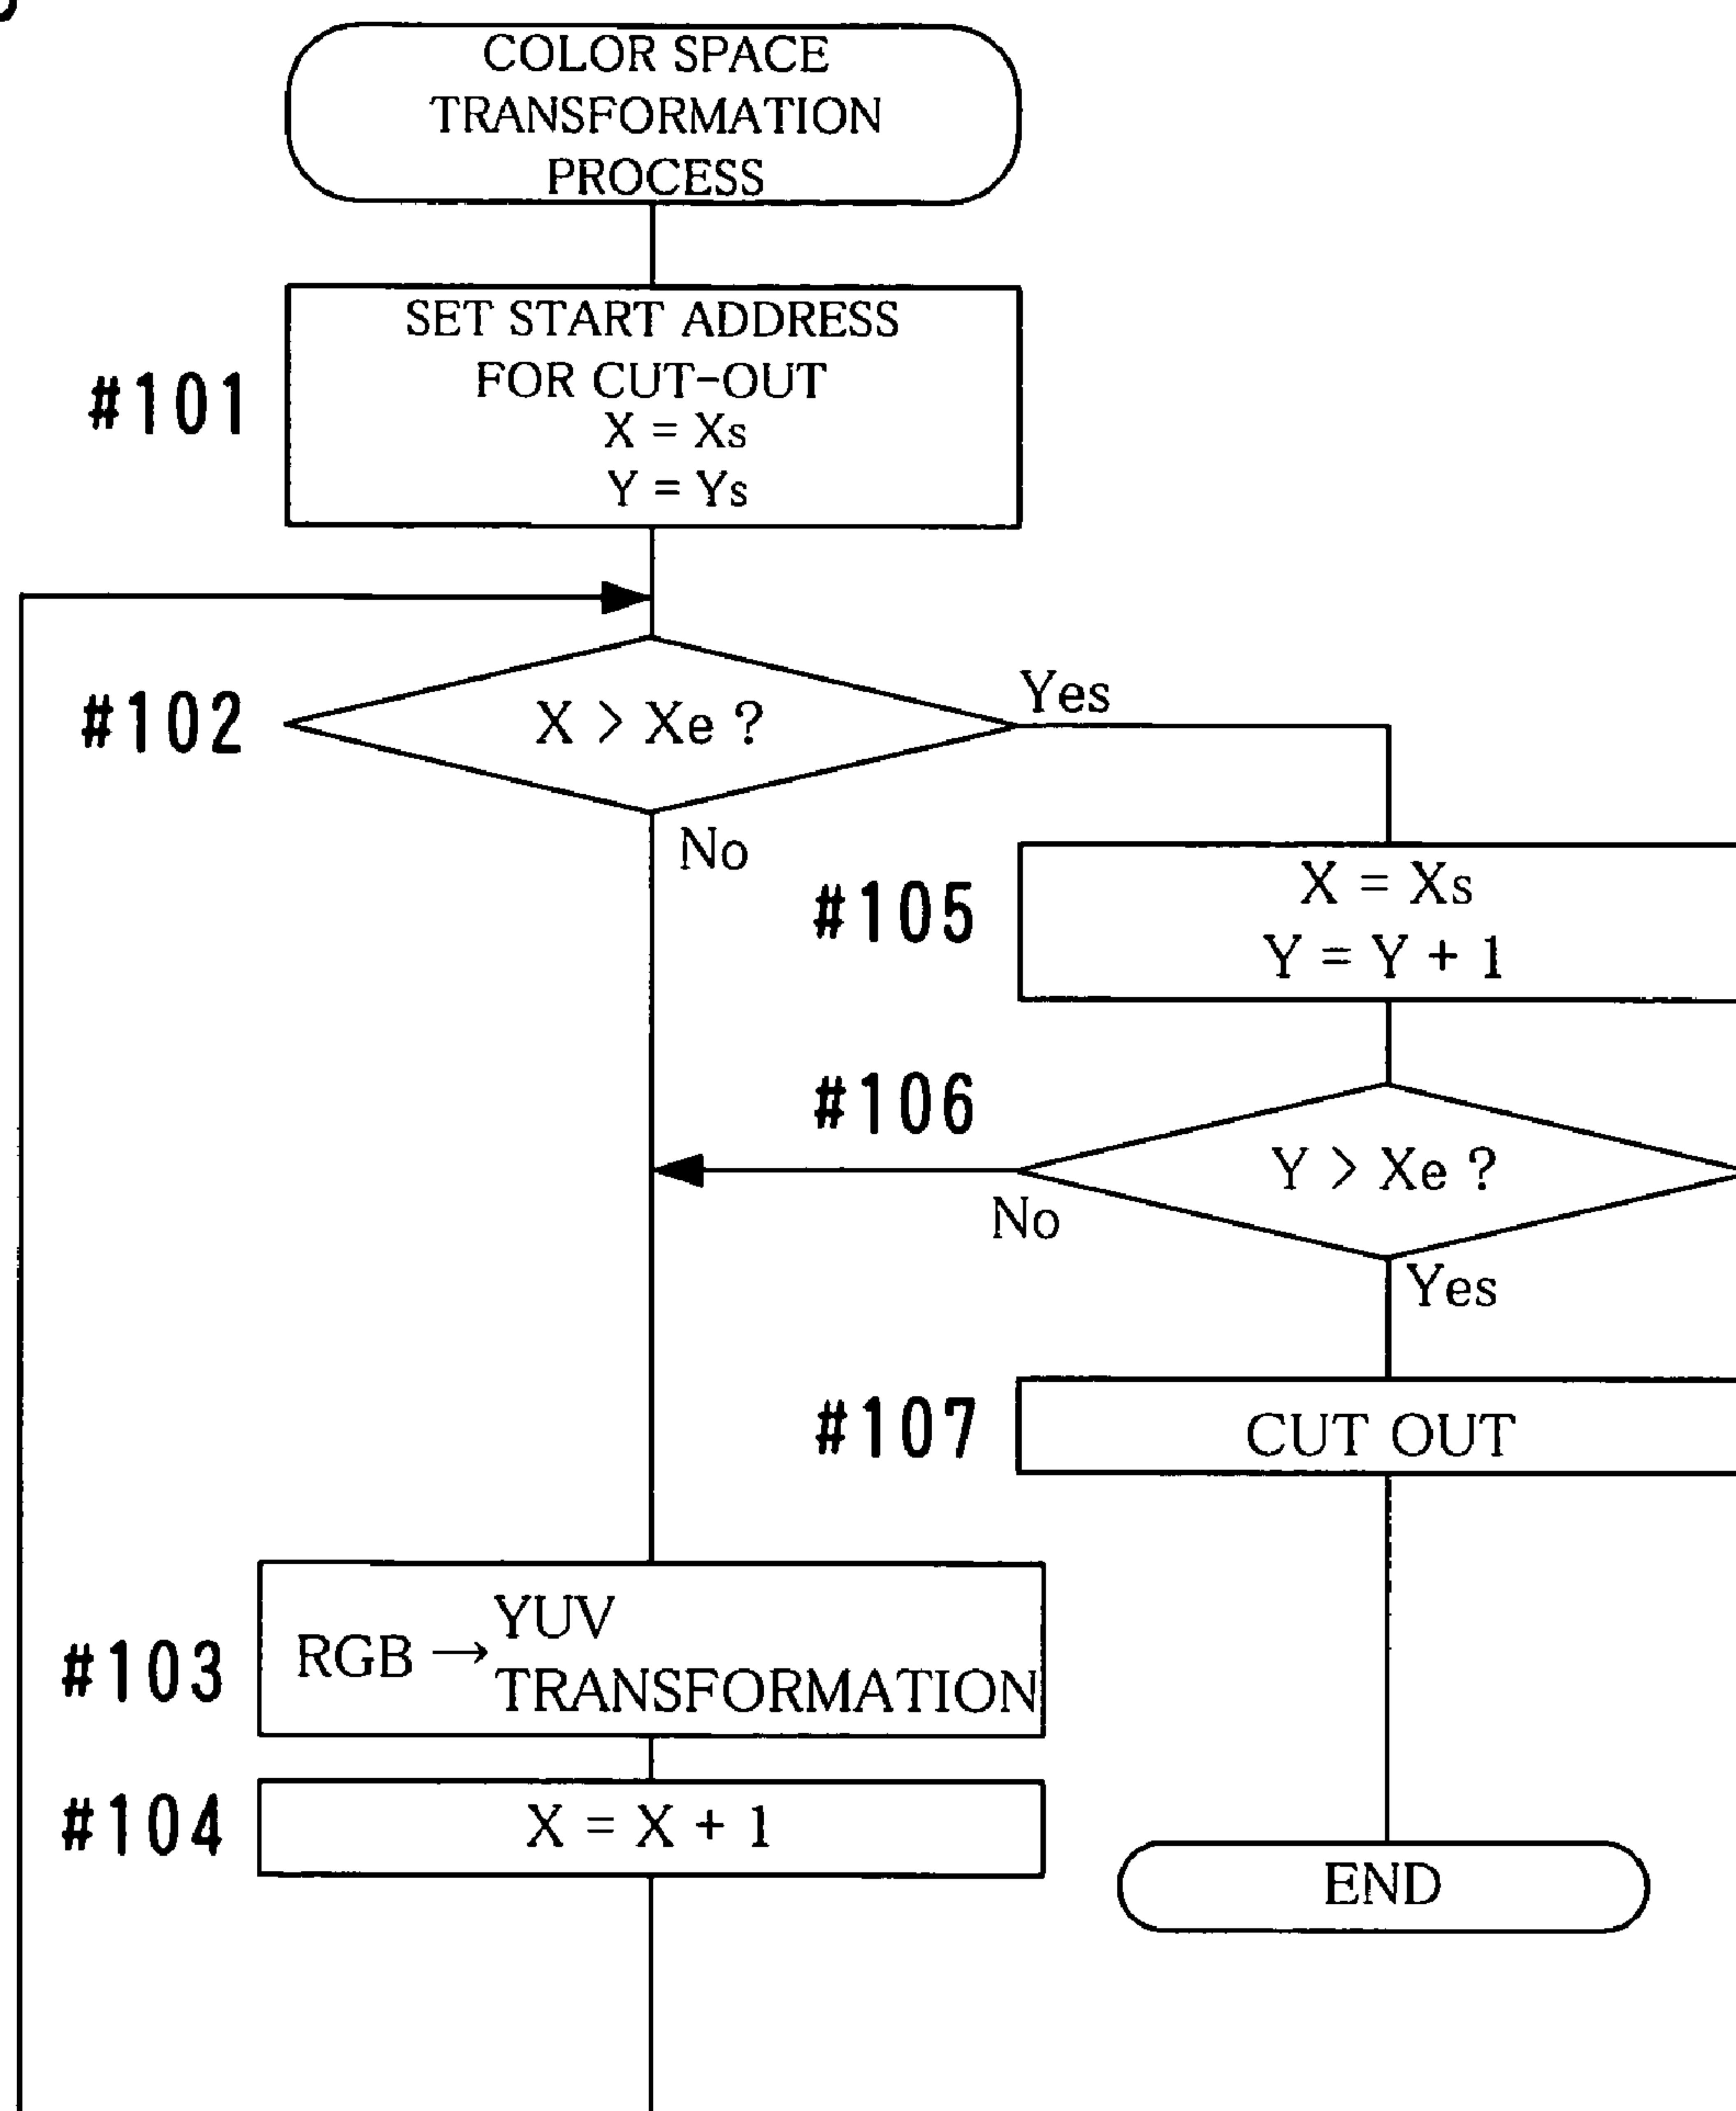 COLOR SPACE
TRANSFORMATION
PROCESS
SET START ADDRESS
FOR CUT-OUT
X = Xs
Y = Ys
#101
#102
X > Xe ?
Yes
No
#105
X = Xs
Y = Y + 1
#106
Y > Xe ?
No
Yes
#107
CUT OUT
#103
RGB → YUV
TRANSFORMATION
#104
X = X + 1
END